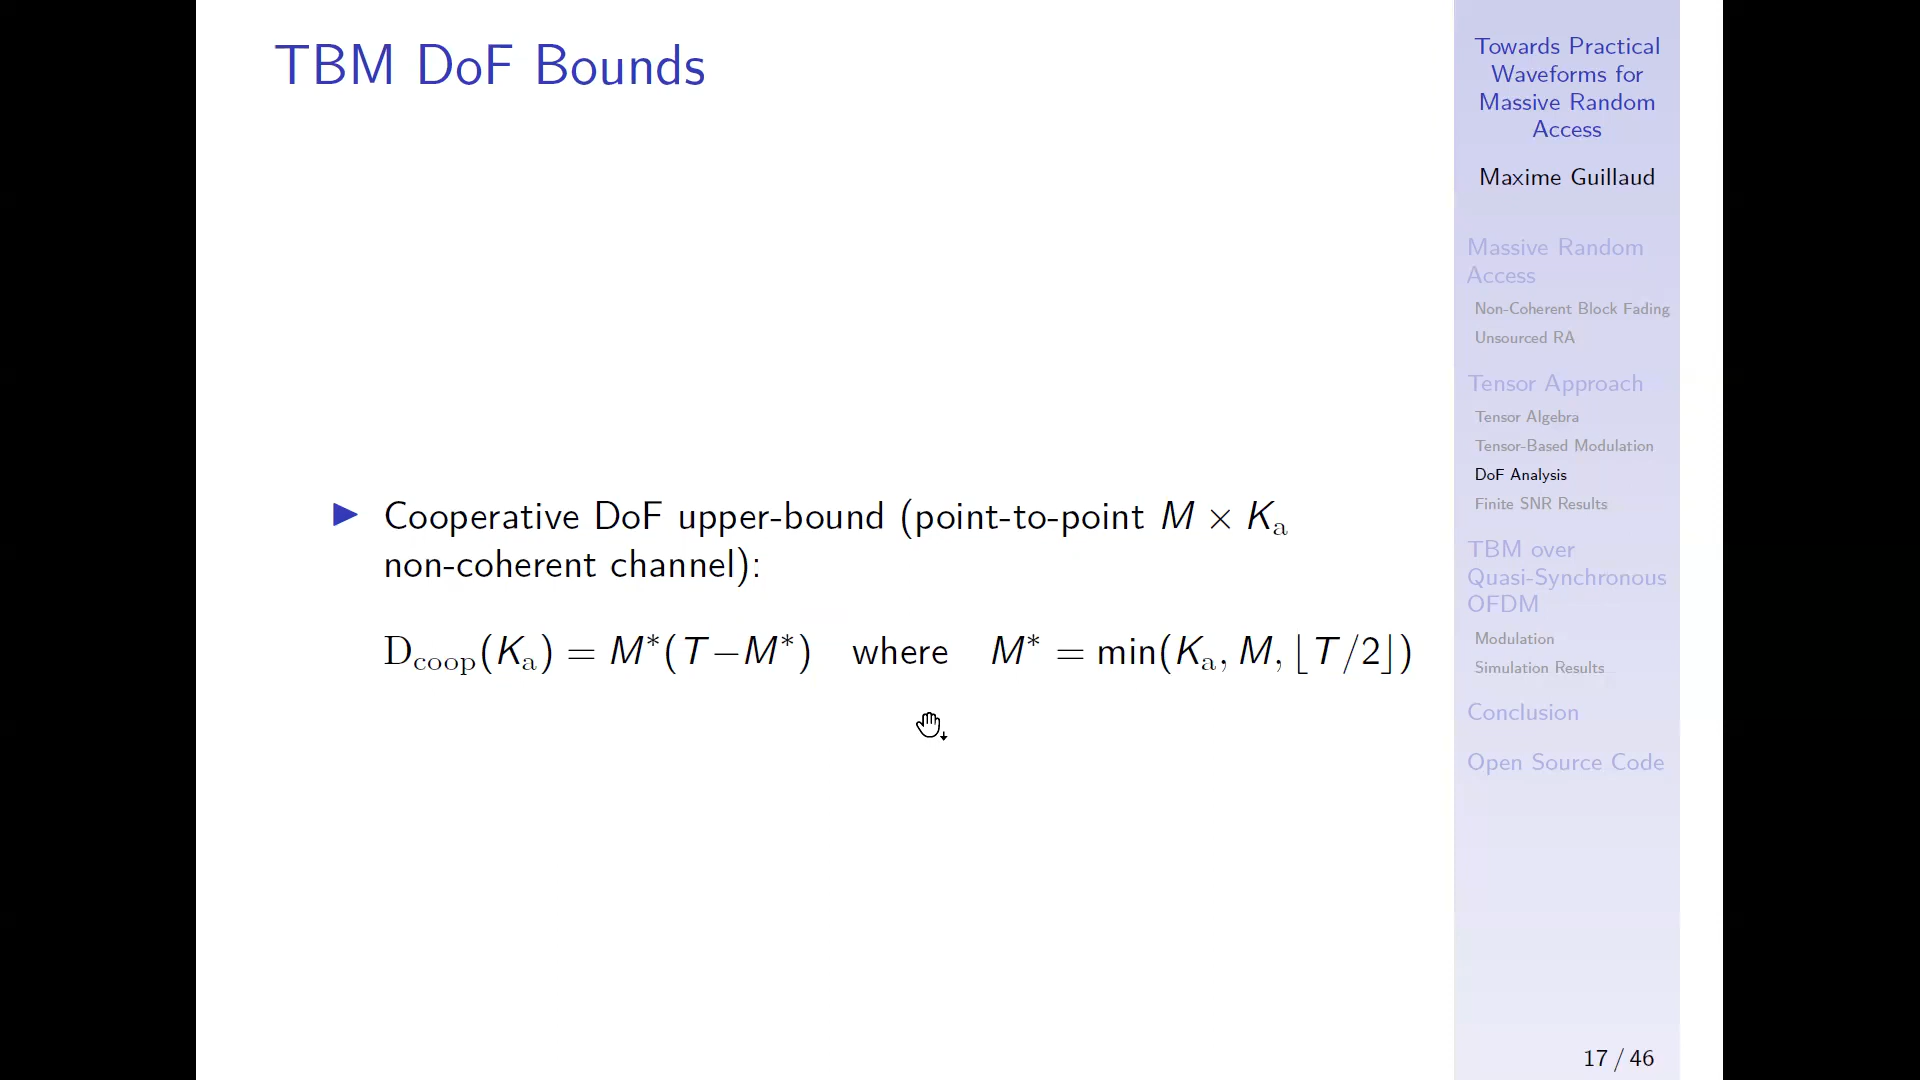 TBM DoF Bounds
▶ Cooperative DoF upper-bound (point-to-point M × Kₐ
non-coherent channel):
D_coop(Kₐ) = M*(T−M*) where M* = min(Kₐ, M, ⌊T/2⌋)
Towards Practical
Waveforms for
Massive Random
Access
Maxime Guillaud
Massive Random
Access
Non-Coherent Block Fading
Unsourced RA
Tensor Approach
Tensor Algebra
Tensor-Based Modulation
DoF Analysis
Finite SNR Results
TBM over
Quasi-Synchronous
OFDM
Modulation
Simulation Results
Conclusion
Open Source Code
17 / 46